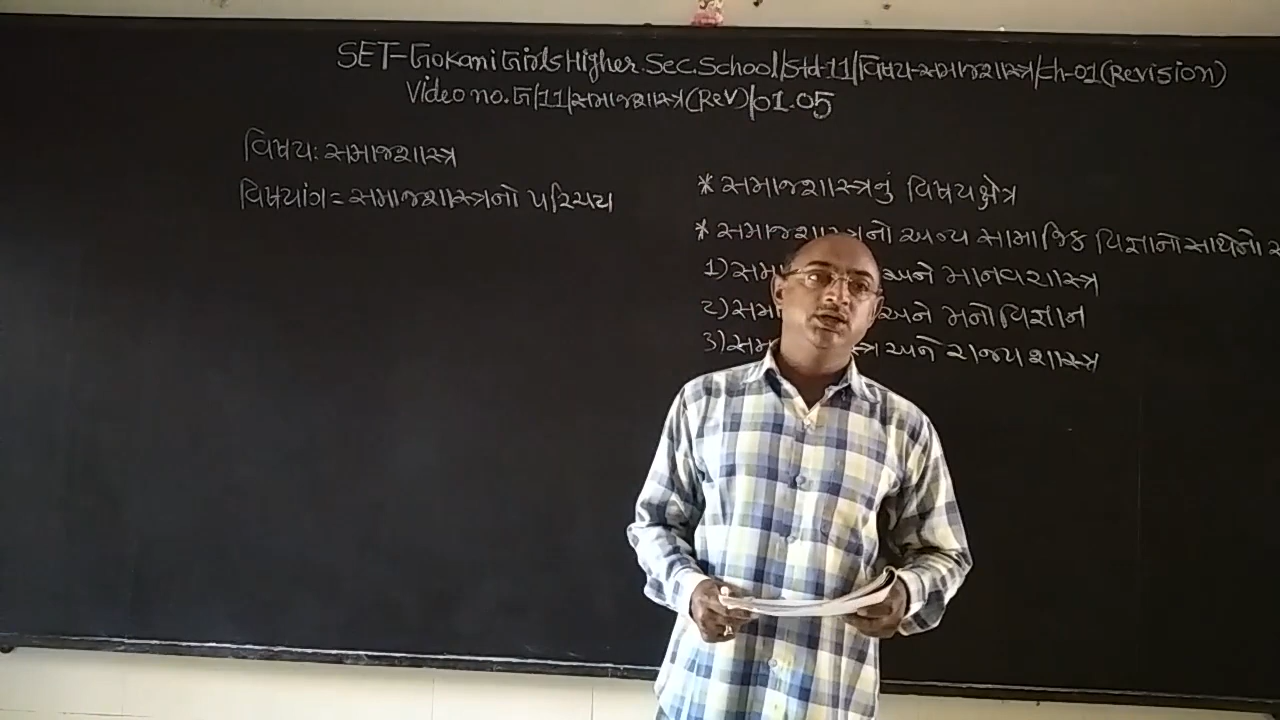 SET-Gokani Girls Higher.Sec.School/Std-11/વિષય-સમાજશાસ્ત્ર/Ch-01(Revision)
Video no.G/11/સમાજશાસ્ત્ર(Rev)/01.05
વિષય: સમાજશાસ્ત્ર
વિષયાંગ = સમાજશાસ્ત્રનો પરિચય
* સમાજશાસ્ત્રનું વિષયક્ષેત્ર
* સમાજશાસ્ત્રનો અન્ય સામાજિક વિજ્ઞાનો સાથેનો
1) અને માનવશાસ્ત્ર
2) અને મનોવિજ્ઞાન
3) અને રાજ્યશાસ્ત્ર